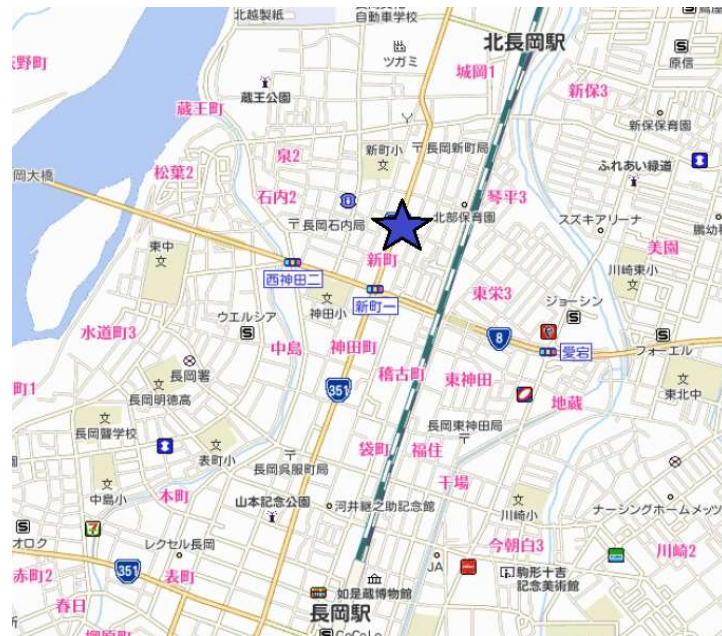 北越製紙
自動車学校
北長岡駅
ツガミ
城岡1
原信
新保3
蔵王公園
蔵王町
新保保育園
泉2
新町小
長岡新町局
ふれあい緑道
松葉2
岡大橋
石内2
琴平3
長岡石内局
北部保育園
スズキアリーナ
東中
新町
美園
西神田二
川崎東小
東栄3
新町一
ジョーシン
ウエルシア
神田小
水道町3
中島
神田町
8
愛宕
フォーエル
町1
長岡署
351
稽古町
東神田
地蔵
東北中
長岡明徳高
長岡聾学校
長岡東神田局
袋町
福住
表町小
長岡呉服町局
干場
中島小
本町
山本記念公園
河井継之助記念館
川崎小
ナーシングホームメッツ
オロク
レクセル長岡
今朝白3
川崎2
351
赤町2
表町
JA
駒形十吉
記念美術館
如是蔵博物館
春日
長岡駅
CoCoLo
柳原町